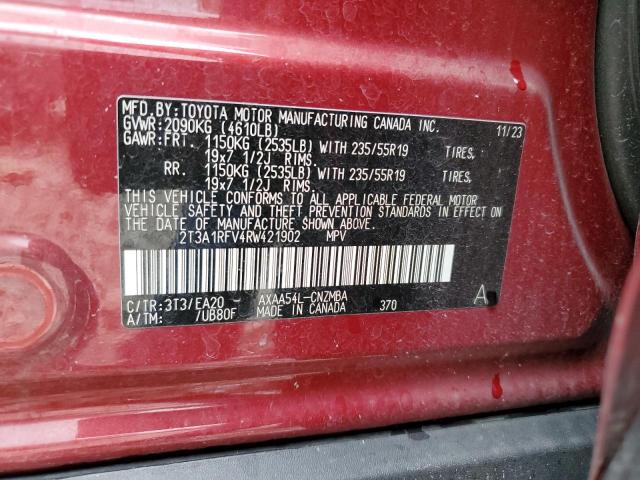 MFD.BY:TOYOTA MOTOR MANUFACTURING CANADA INC. 11/23
GVWR:2090KG (4610LB)
GAWR:FRT. 1150KG (2535LB) WITH 235/55R19 TIRES,
19x7 1/2J RIMS.
RR. 1150KG (2535LB) WITH 235/55R19 TIRES,
19x7 1/2J RIMS.
THIS VEHICLE CONFORMS TO ALL APPLICABLE FEDERAL MOTOR
VEHICLE SAFETY AND THEFT PREVENTION STANDARDS IN EFFECT ON
THE DATE OF MANUFACTURE SHOWN ABOVE.
2T3A1RFV4RW421902 MPV
C/TR:3T3/EA20 AXAA54L-CNZMBA A
A/TM: /UB80F MADE IN CANADA 370